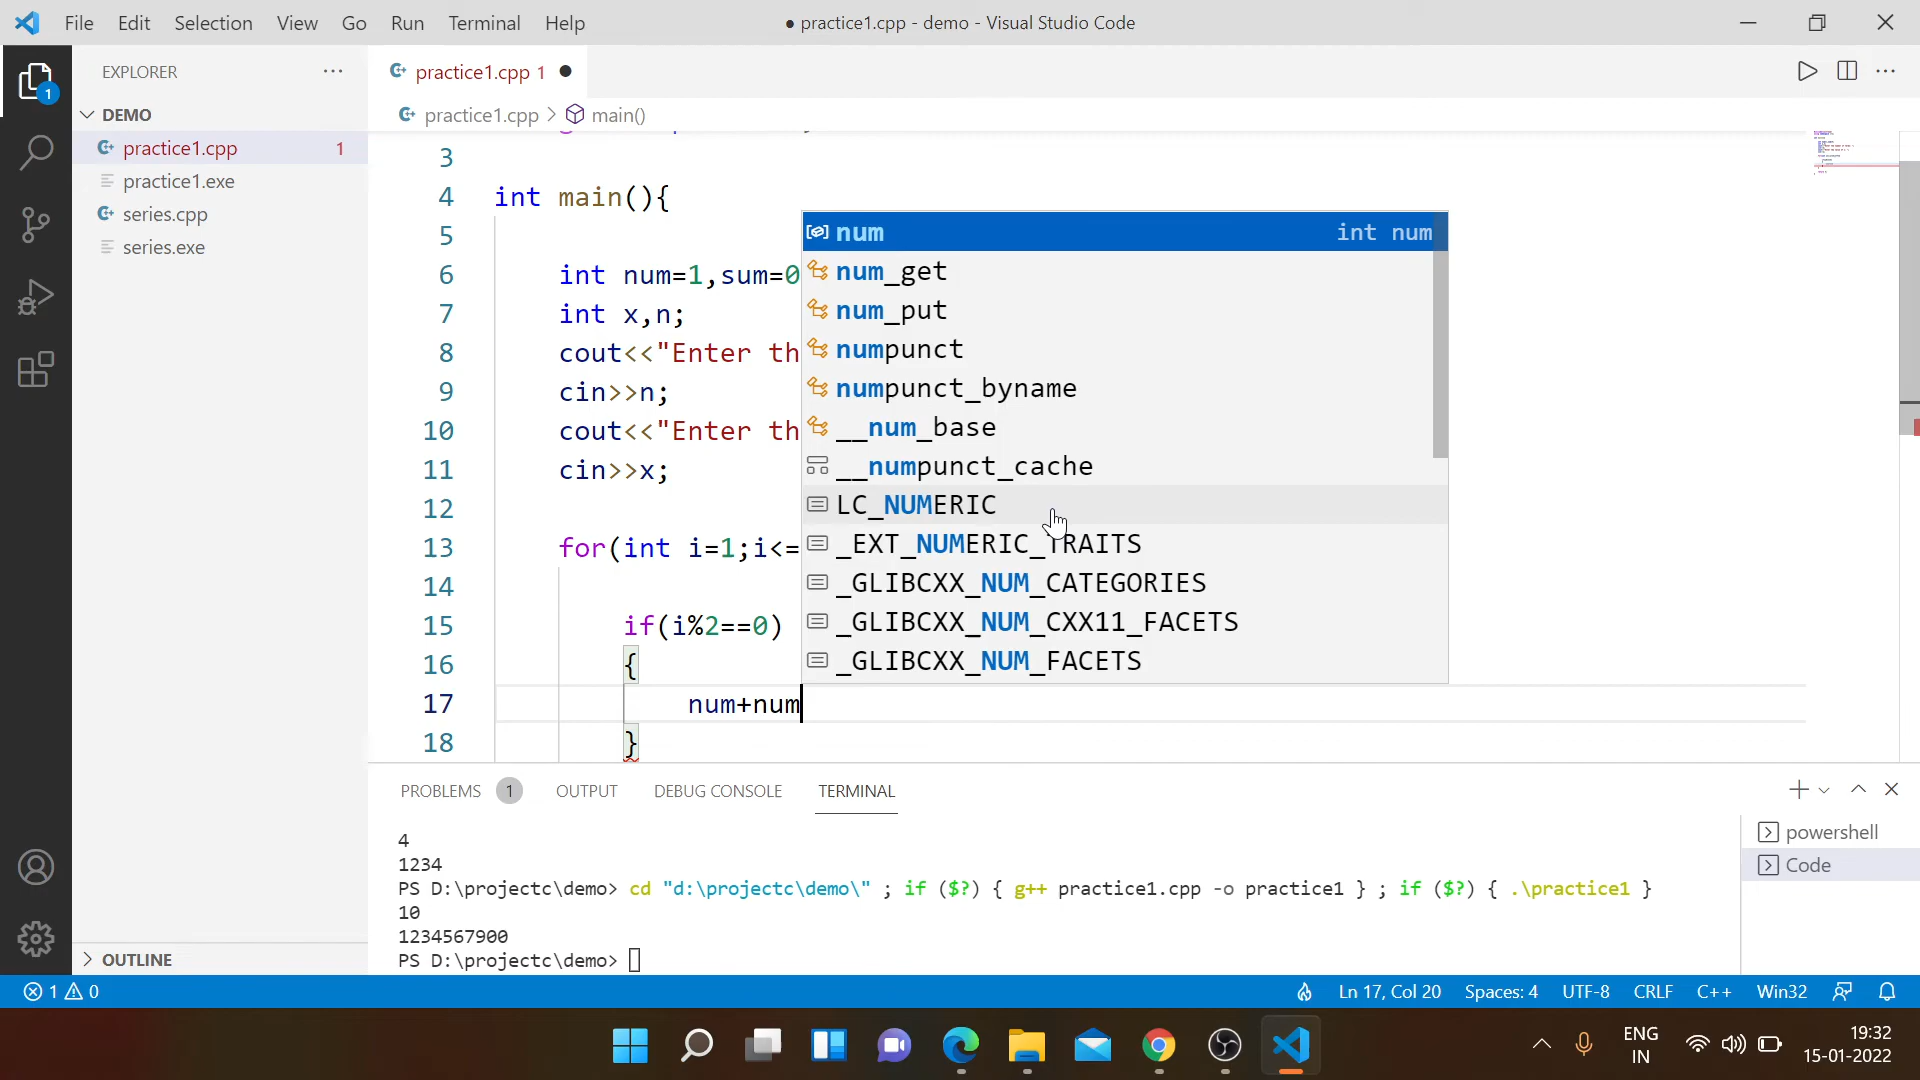 File Edit Selection View Go Run Terminal Help
● practice1.cpp - demo - Visual Studio Code
EXPLORER
practice1.cpp 1
1
DEMO
practice1.cpp > main()
practice1.cpp 1
practice1.exe
series.cpp
series.exe
3
4 int main(){
5
6 int num=1,sum=0
7 int x,n;
8 cout<<"Enter th
9 cin>>n;
10 cout<<"Enter th
11 cin>>x;
12
13 for(int i=1;i<=
14
15 if(i%2==0)
16 {
17 num+num
18 }
num int num
num_get
num_put
numpunct
numpunct_byname
__num_base
__numpunct_cache
LC_NUMERIC
_EXT_NUMERIC_TRAITS
_GLIBCXX_NUM_CATEGORIES
_GLIBCXX_NUM_CXX11_FACETS
_GLIBCXX_NUM_FACETS
PROBLEMS 1 OUTPUT DEBUG CONSOLE TERMINAL
4
1234
PS D:\projectc\demo> cd "d:\projectc\demo\" ; if ($?) { g++ practice1.cpp -o practice1 } ; if ($?) { .\practice1 }
10
1234567900
PS D:\projectc\demo>
powershell
Code
OUTLINE
1 0
Ln 17, Col 20 Spaces: 4 UTF-8 CRLF C++ Win32
ENG
IN
19:32
15-01-2022